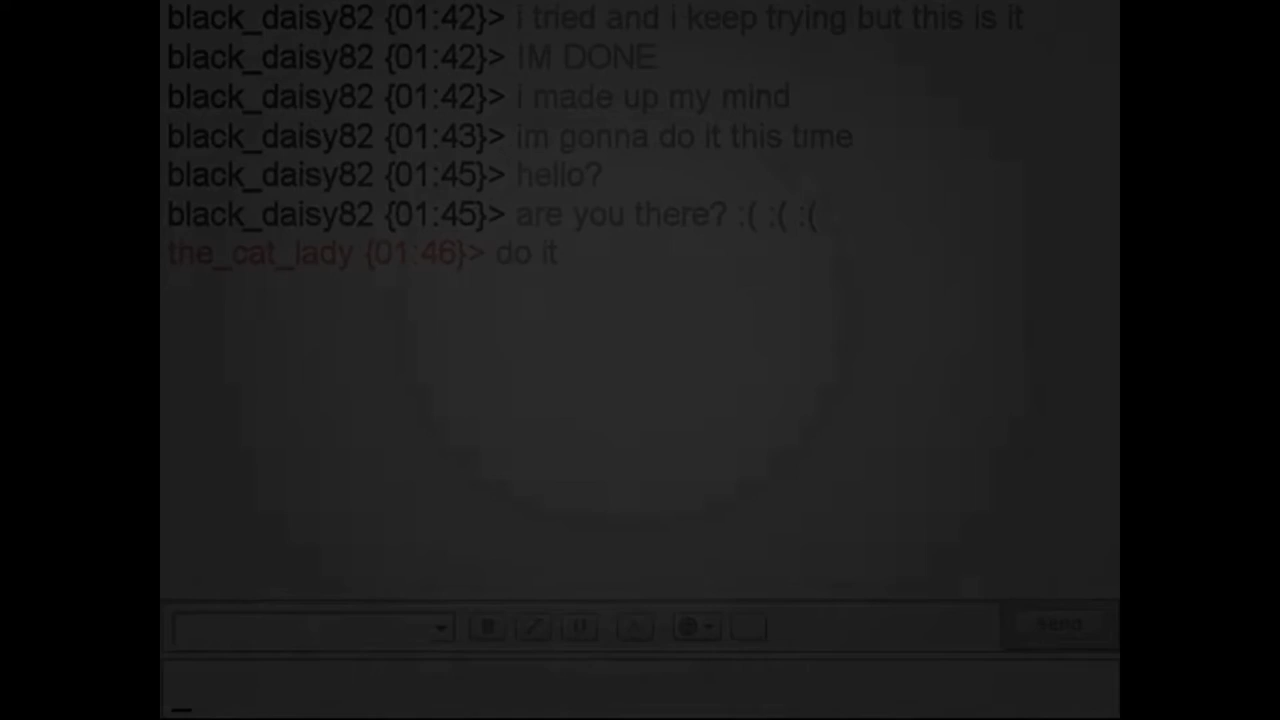 black_daisy82 {01:42}> i tried and i keep trying but this is it
black_daisy82 {01:42}> IM DONE
black_daisy82 {01:42}> i made up my mind
black_daisy82 {01:43}> im gonna do it this time
black_daisy82 {01:45}> hello?
black_daisy82 {01:45}> are you there? :( :( :(
the_cat_lady {01:46}> do it
send